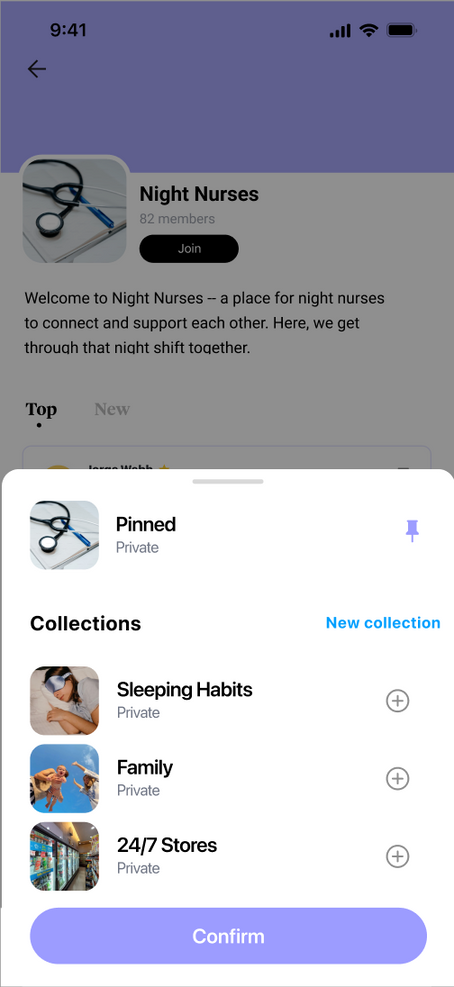 9:41
Night Nurses
82 members
Join
Welcome to Night Nurses -- a place for night nurses
to connect and support each other. Here, we get
through that night shift together.
Top
New
Jorge Webb
Pinned
Private
Collections
New collection
Sleeping Habits
Private
Family
Private
24/7 Stores
Private
Confirm